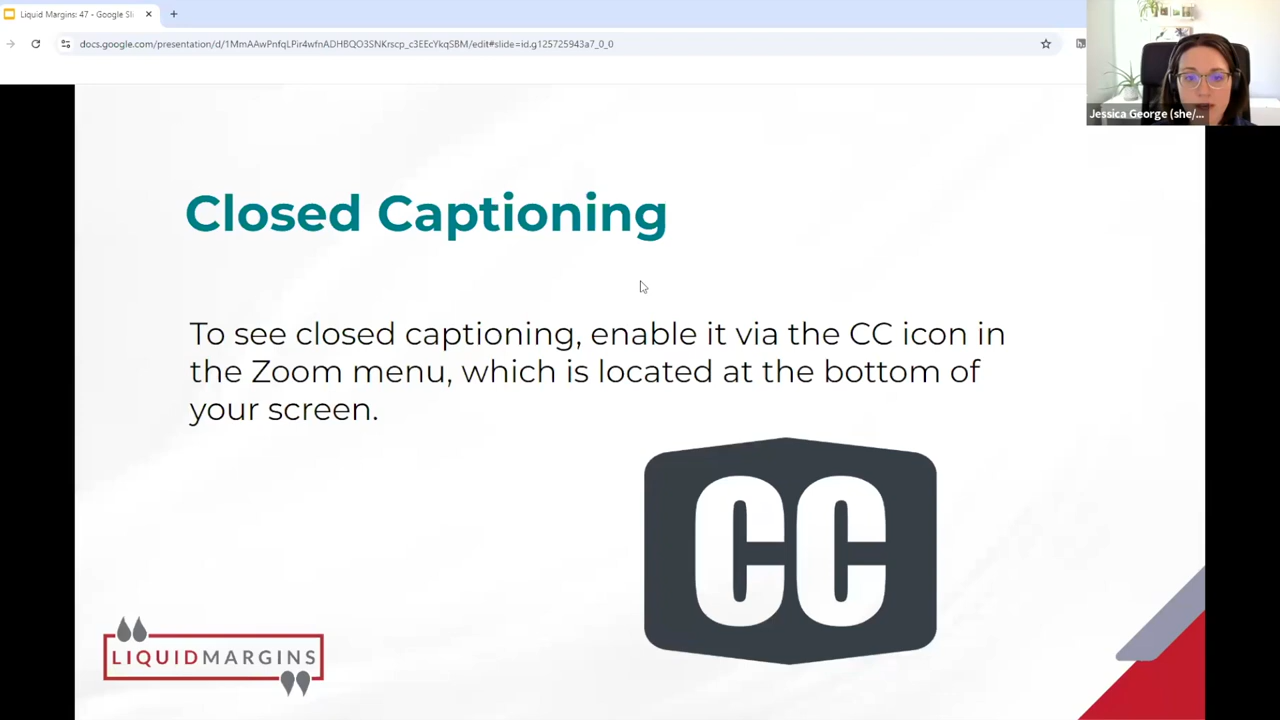 Liquid Margins: 47 - Google Sli
docs.google.com/presentation/d/1MmAAwPnfqLPir4wfnADHBQO3SNKrscp_c3EEcYkqSBM/edit#slide=id.g125725943a7_0_0
Jessica George (she/...
Closed Captioning
To see closed captioning, enable it via the CC icon in
the Zoom menu, which is located at the bottom of
your screen.
CC
LIQUIDMARGINS